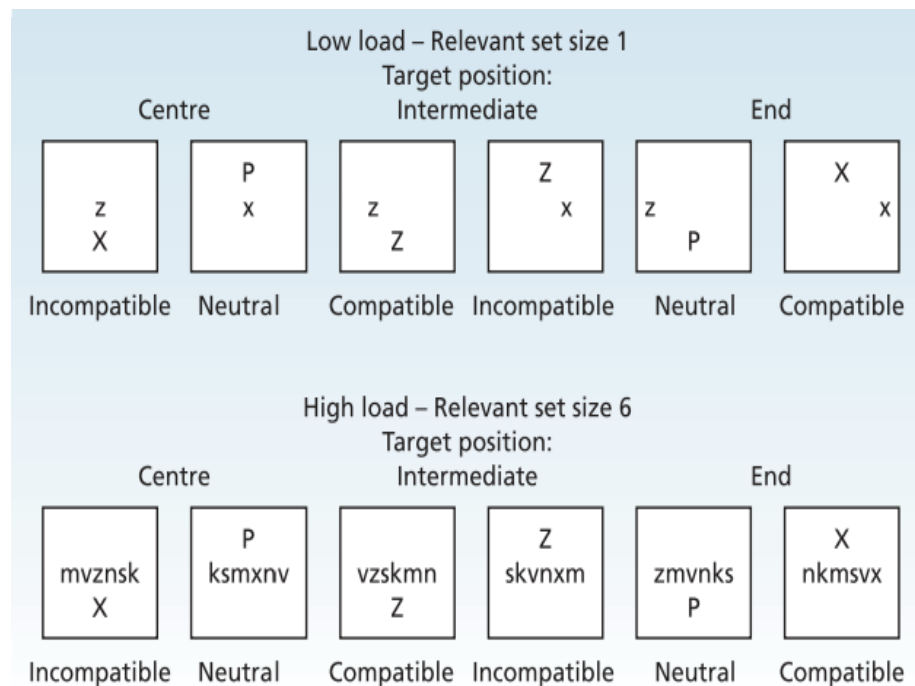 Low load – Relevant set size 1
Target position:
Centre Intermediate End
P Z X
z x z x z x
X Z P
Incompatible Neutral Compatible Incompatible Neutral Compatible
High load – Relevant set size 6
Target position:
Centre Intermediate End
P Z X
mvznsk ksmxnv vzskmn skvnxm zmvnks nkmsvx
X Z P
Incompatible Neutral Compatible Incompatible Neutral Compatible